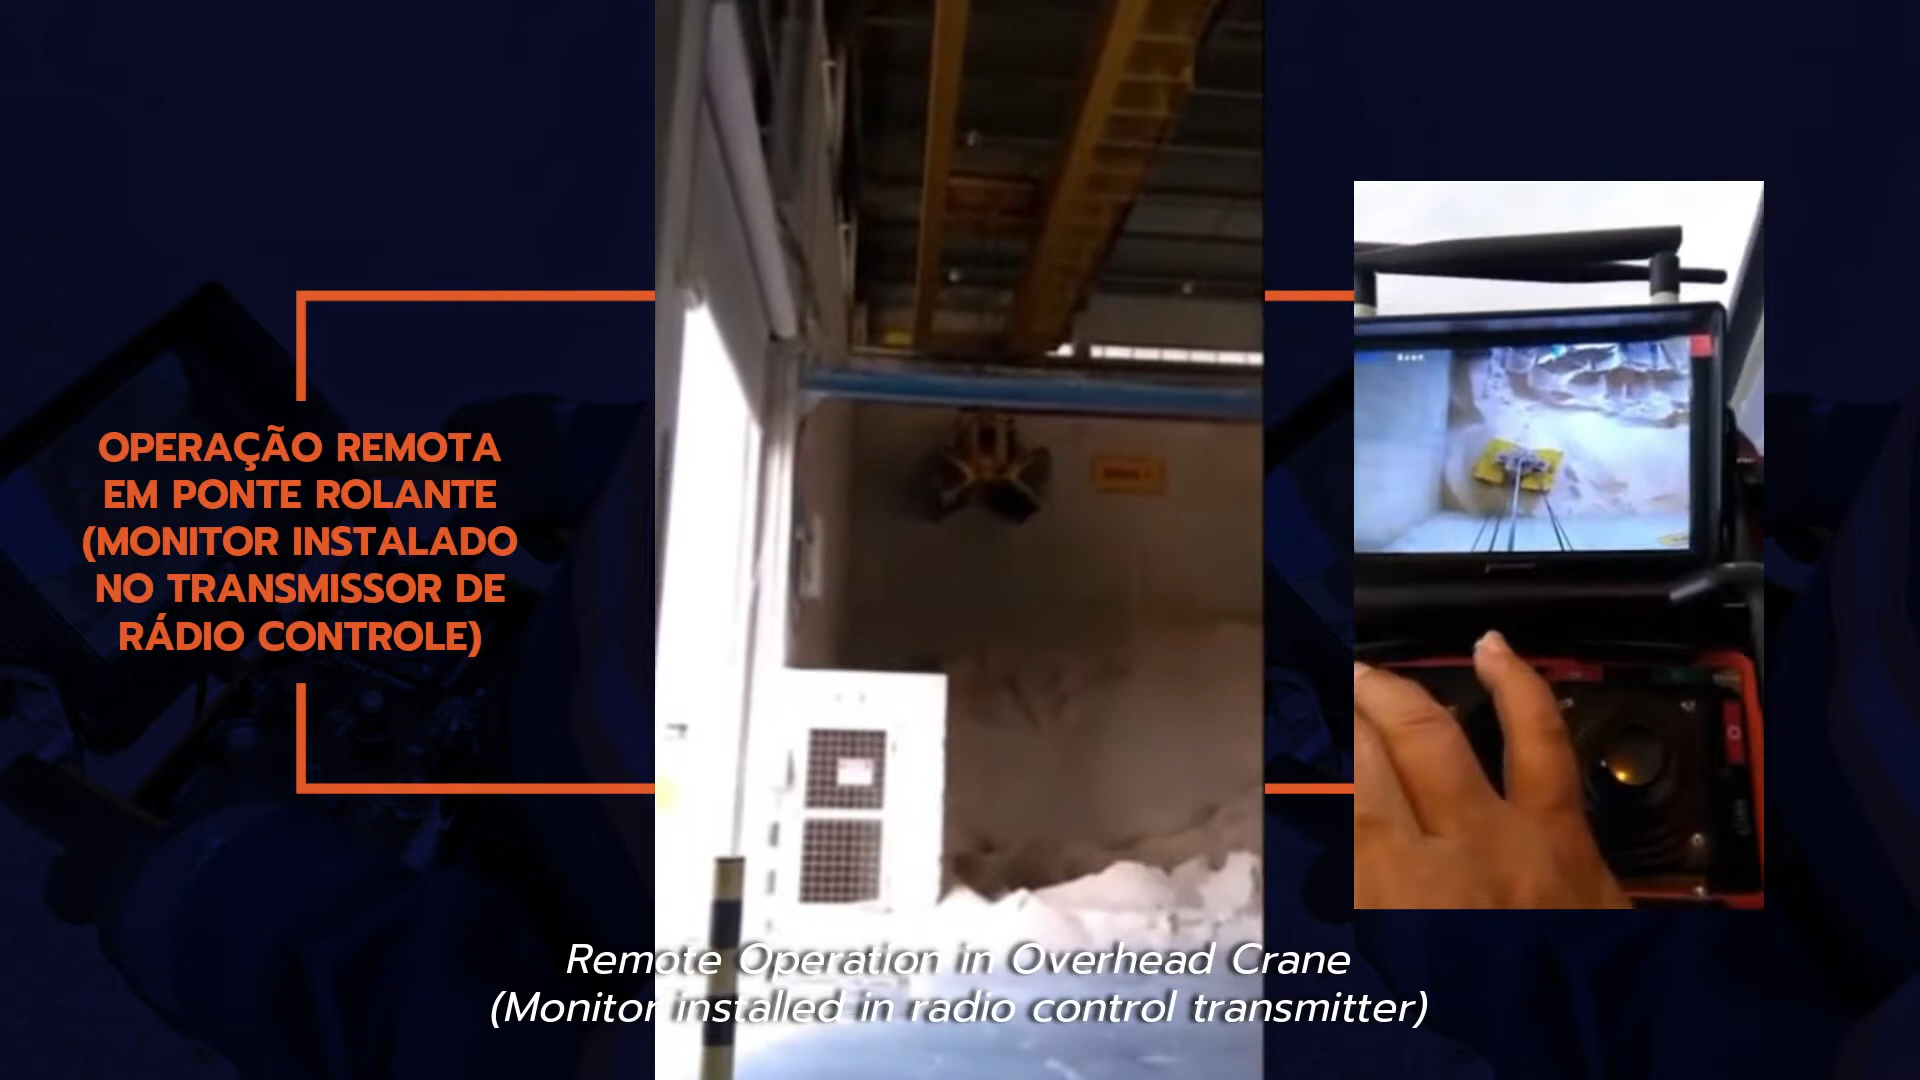 OPERAÇÃO REMOTA
EM PONTE ROLANTE
(MONITOR INSTALADO
NO TRANSMISSOR DE
RÁDIO CONTROLE)
Remote Operation in Overhead Crane
(Monitor installed in radio control transmitter)